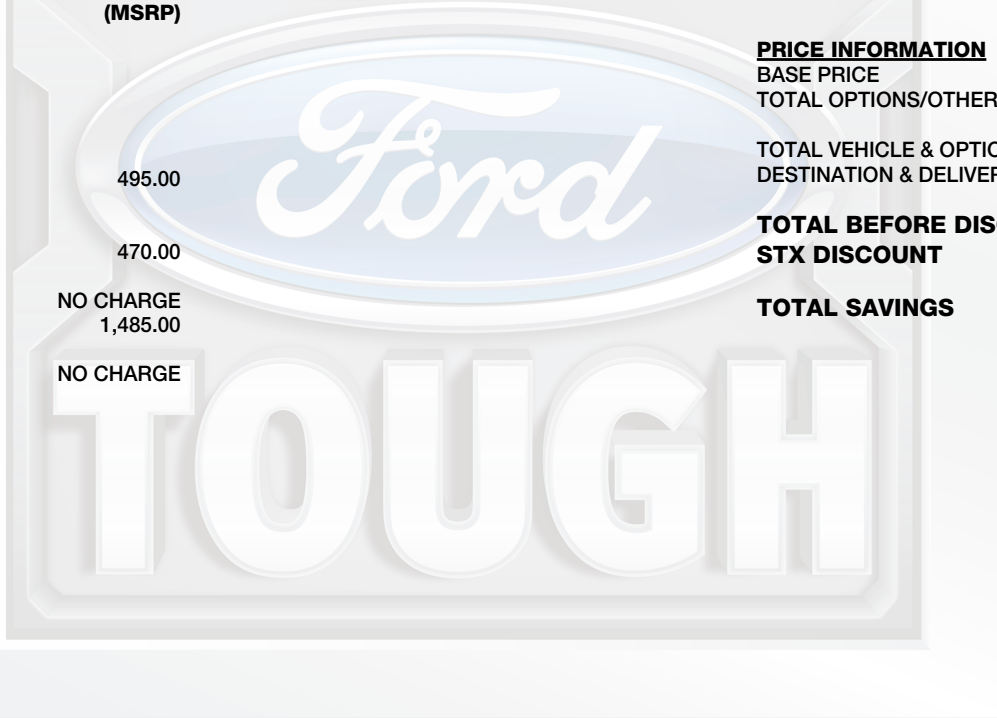 (MSRP)
495.00
470.00
NO CHARGE
1,485.00
NO CHARGE
PRICE INFORMATION
BASE PRICE
TOTAL OPTIONS/OTHER
TOTAL VEHICLE & OPTIO
DESTINATION & DELIVER
TOTAL BEFORE DIS
STX DISCOUNT
TOTAL SAVINGS
Ford
TOUGH